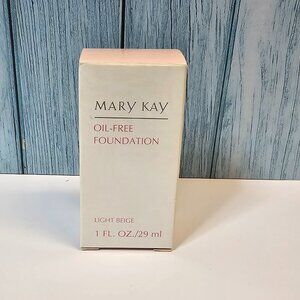 MARY KAY
OIL-FREE
FOUNDATION
LIGHT BEIGE
1 FL. OZ./29 ml